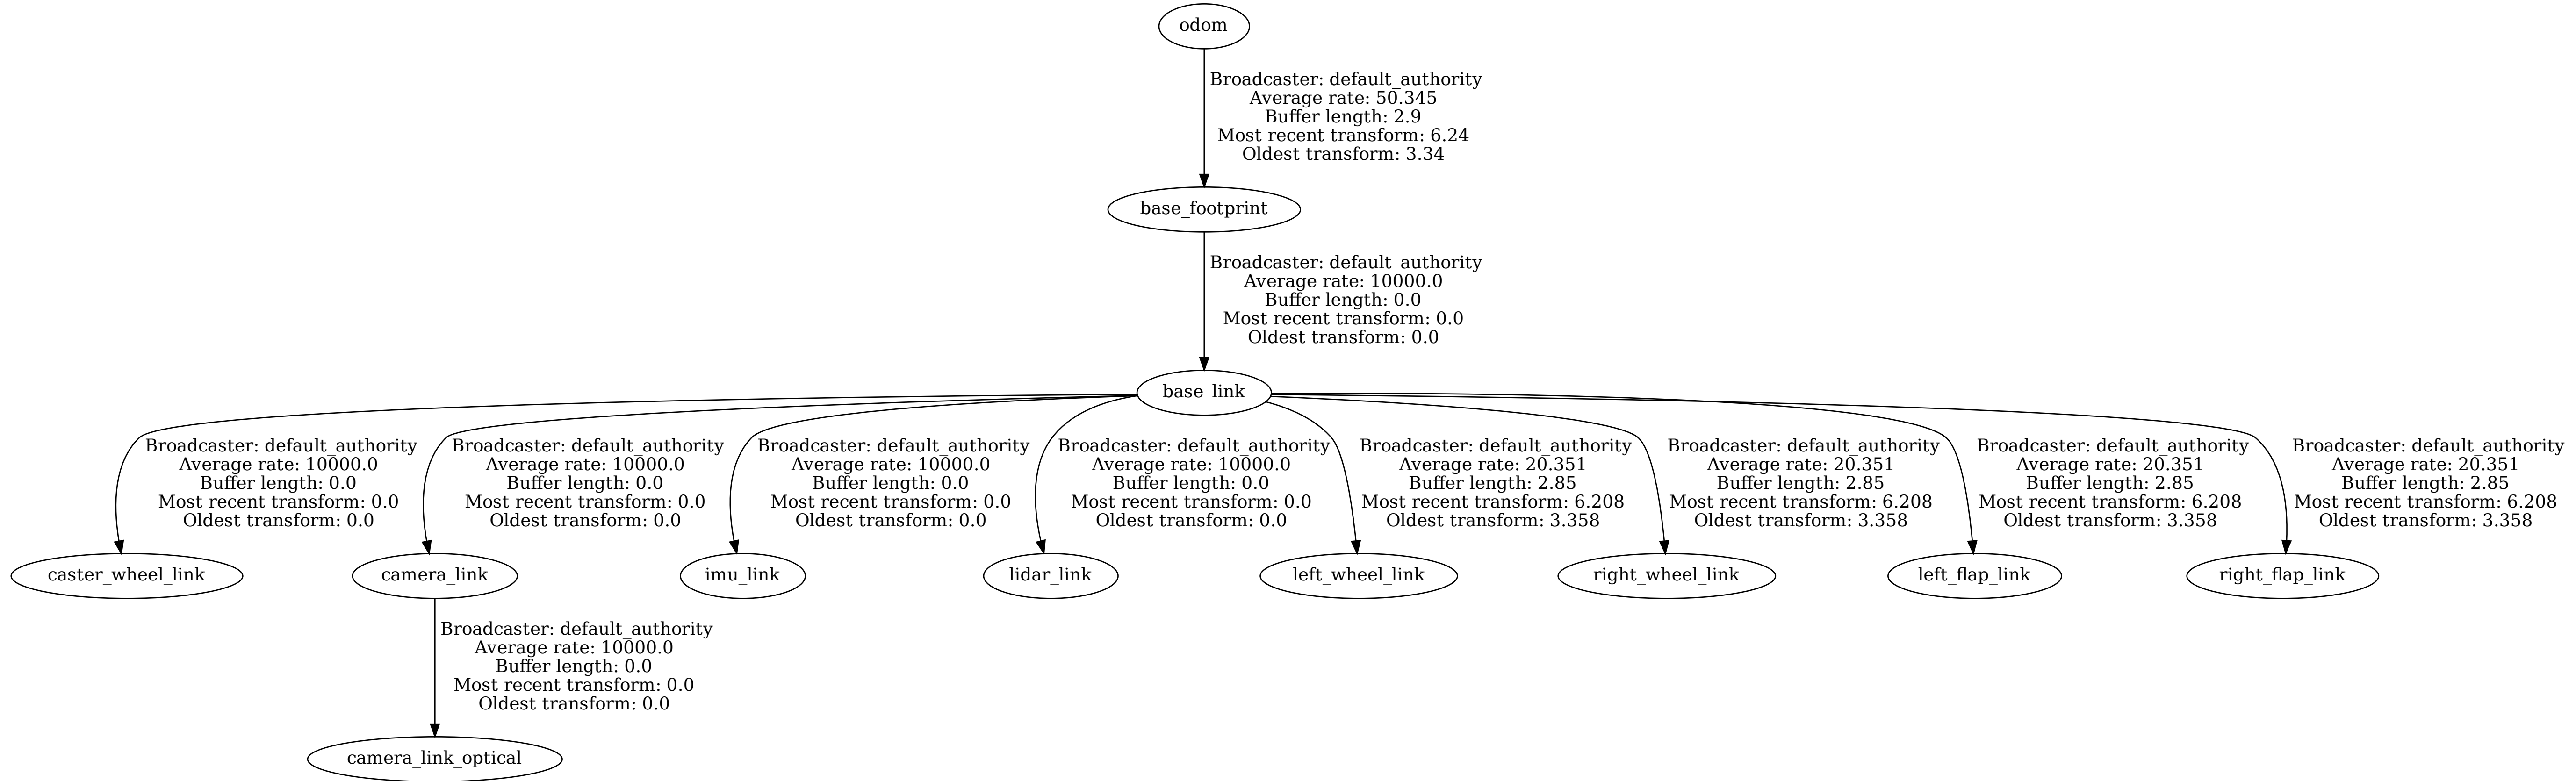 odom
Broadcaster: default_authority
Average rate: 50.345
Buffer length: 2.9
Most recent transform: 6.24
Oldest transform: 3.34
base_footprint
Broadcaster: default_authority
Average rate: 10000.0
Buffer length: 0.0
Most recent transform: 0.0
Oldest transform: 0.0
base_link
Broadcaster: default_authority
Average rate: 10000.0
Buffer length: 0.0
Most recent transform: 0.0
Oldest transform: 0.0
Broadcaster: default_authority
Average rate: 10000.0
Buffer length: 0.0
Most recent transform: 0.0
Oldest transform: 0.0
Broadcaster: default_authority
Average rate: 10000.0
Buffer length: 0.0
Most recent transform: 0.0
Oldest transform: 0.0
Broadcaster: default_authority
Average rate: 10000.0
Buffer length: 0.0
Most recent transform: 0.0
Oldest transform: 0.0
Broadcaster: default_authority
Average rate: 20.351
Buffer length: 2.85
Most recent transform: 6.208
Oldest transform: 3.358
Broadcaster: default_authority
Average rate: 20.351
Buffer length: 2.85
Most recent transform: 6.208
Oldest transform: 3.358
Broadcaster: default_authority
Average rate: 20.351
Buffer length: 2.85
Most recent transform: 6.208
Oldest transform: 3.358
Broadcaster: default_authority
Average rate: 20.351
Buffer length: 2.85
Most recent transform: 6.208
Oldest transform: 3.358
caster_wheel_link
camera_link
imu_link
lidar_link
left_wheel_link
right_wheel_link
left_flap_link
right_flap_link
Broadcaster: default_authority
Average rate: 10000.0
Buffer length: 0.0
Most recent transform: 0.0
Oldest transform: 0.0
camera_link_optical